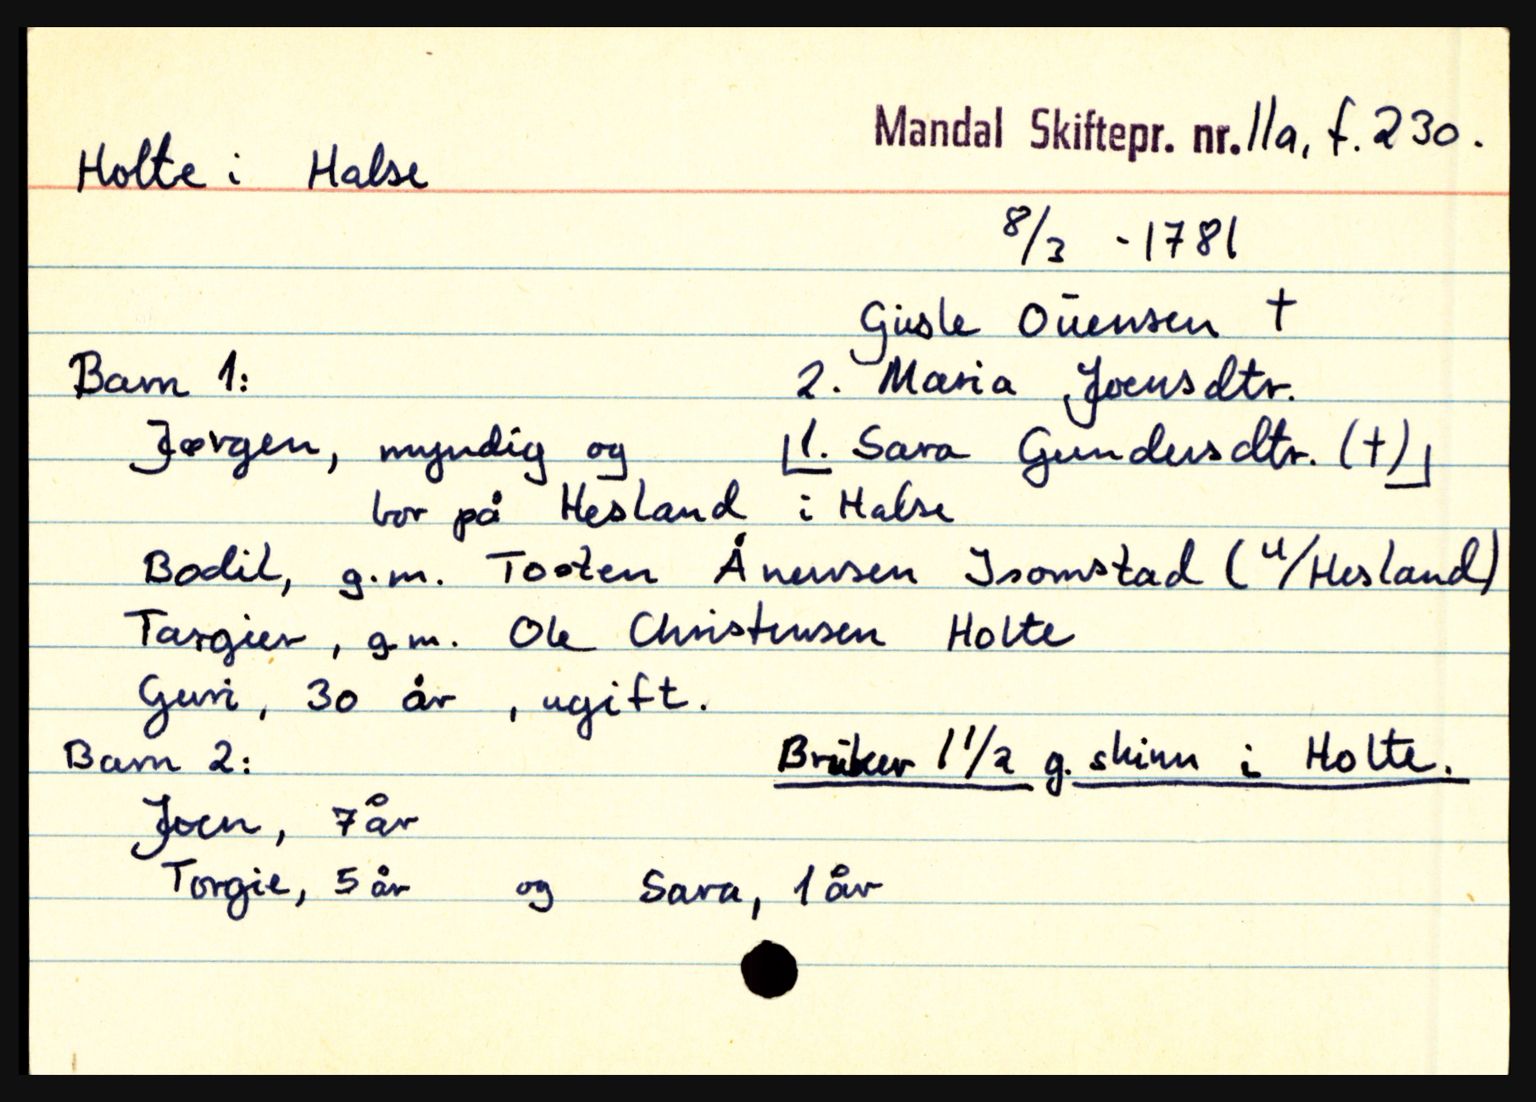 Mandal Skiftepr. nr. 11a, f. 230.
Holte i Halse
8/3 - 1781
Gusle Ouensen †
Barn 1:
2. Maria Joensdtr.
Jørgen, myndig og
1. Sara Gundersdtr. (†)
bor på Hesland i Halse
Bodil, g.m. Tosten Ånensen Isomstad (u/Hesland)
Targier, g.m. Ole Christensen Holte
Guri, 30 år, ugift.
Barn 2:
Bruker 1 1/2 g. skinn i Holte.
Joen, 7 år
Torgie, 5 år og Sara, 1 år